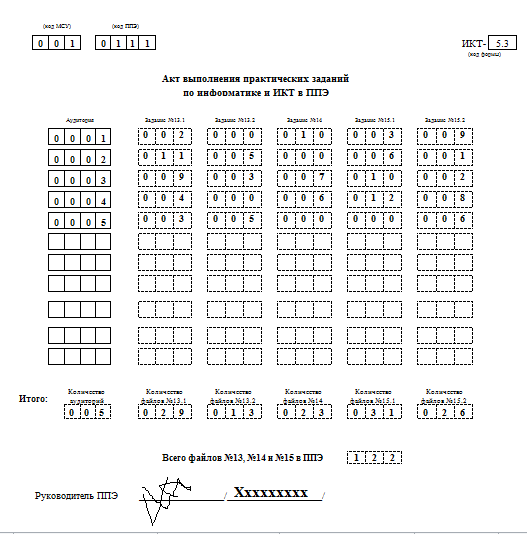 (код МСУ) (код ППЭ)
0 0 1 0 1 1 1 ИКТ- 5.3
(код формы)
Акт выполнения практических заданий
по информатике и ИКТ в ППЭ
Аудитория Задание №13.1 Задание №13.2 Задание №14 Задание №15.1 Задание №15.2
0 0 0 1 0 0 2 0 0 0 0 1 0 0 0 3 0 0 9
0 0 0 2 0 1 1 0 0 5 0 0 0 0 0 6 0 0 1
0 0 0 3 0 0 9 0 0 3 0 0 7 0 1 0 0 0 2
0 0 0 4 0 0 4 0 0 0 0 0 6 0 1 2 0 0 8
0 0 0 5 0 0 3 0 0 5 0 0 0 0 0 0 0 0 6
Количество Количество Количество Количество Количество Количество
Итого: аудиторий файлов №13.1 файлов №13.2 файлов №14 файлов №15.1 файлов №15.2
0 0 5 0 2 9 0 1 3 0 2 3 0 3 1 0 2 6
Всего файлов №13, №14 и №15 в ППЭ 1 2 2
Руководитель ППЭ / Ххххххххх /